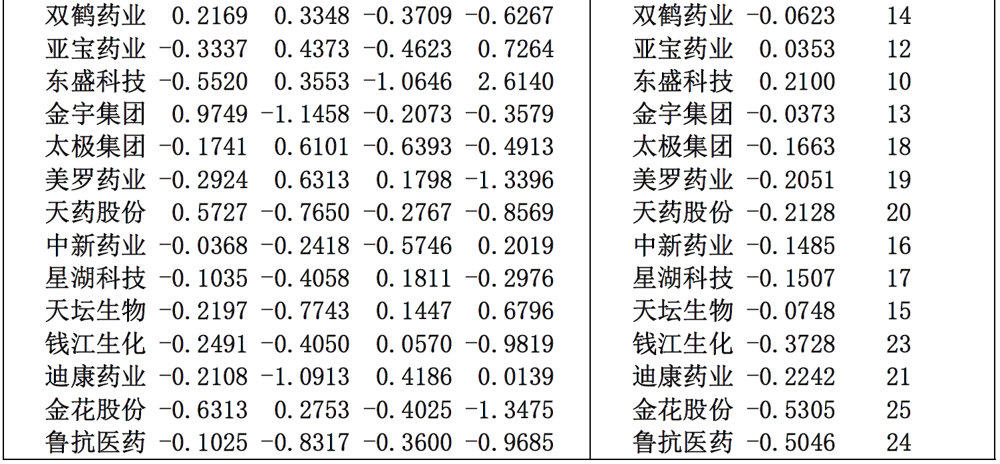 双鹤药业 0.2169 0.3348 -0.3709 -0.6267 双鹤药业 -0.0623 14
亚宝药业 -0.3337 0.4373 -0.4623 0.7264 亚宝药业 0.0353 12
东盛科技 -0.5520 0.3553 -1.0646 2.6140 东盛科技 0.2100 10
金宇集团 0.9749 -1.1458 -0.2073 -0.3579 金宇集团 -0.0373 13
太极集团 -0.1741 0.6101 -0.6393 -0.4913 太极集团 -0.1663 18
美罗药业 -0.2924 0.6313 0.1798 -1.3396 美罗药业 -0.2051 19
天药股份 0.5727 -0.7650 -0.2767 -0.8569 天药股份 -0.2128 20
中新药业 -0.0368 -0.2418 -0.5746 0.2019 中新药业 -0.1485 16
星湖科技 -0.1035 -0.4058 0.1811 -0.2976 星湖科技 -0.1507 17
天坛生物 -0.2197 -0.7743 0.1447 0.6796 天坛生物 -0.0748 15
钱江生化 -0.2491 -0.4050 0.0570 -0.9819 钱江生化 -0.3728 23
迪康药业 -0.2108 -1.0913 0.4186 0.0139 迪康药业 -0.2242 21
金花股份 -0.6313 0.2753 -0.4025 -1.3475 金花股份 -0.5305 25
鲁抗医药 -0.1025 -0.8317 -0.3600 -0.9685 鲁抗医药 -0.5046 24